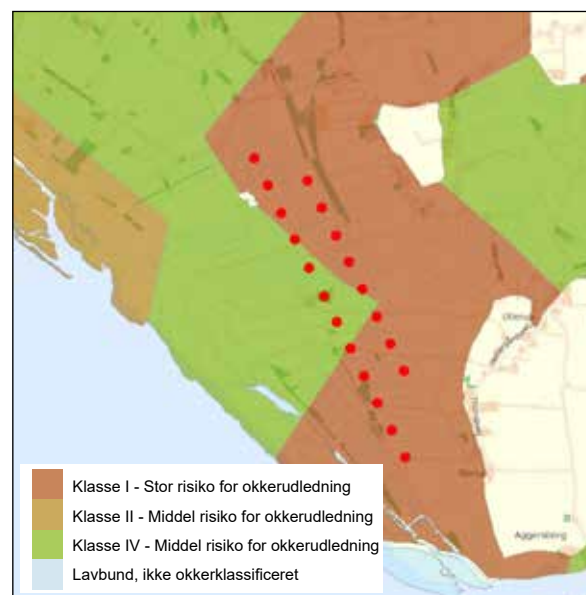 Aggersborg
Klasse I - Stor risiko for okkerudledning
Klasse II - Middel risiko for okkerudledning
Klasse IV - Middel risiko for okkerudledning
Lavbund, ikke okkerklassificeret